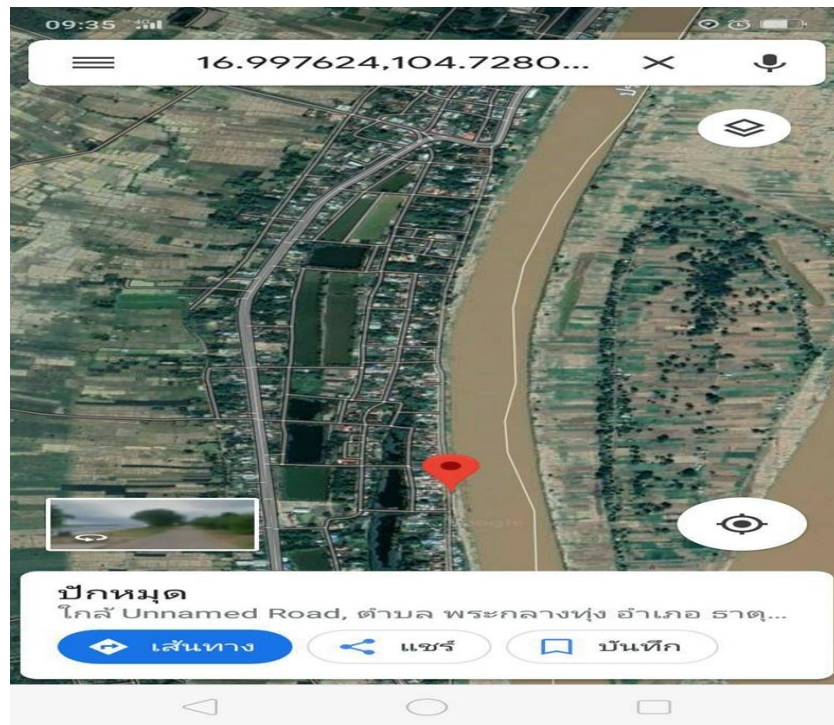 09:35 4G
16.997624,104.7280...
Google
ปักหมุด
ใกล้ Unnamed Road, ตำบล พระกลางทุ่ง อำเภอ ธาตุ...
เส้นทาง แชร์ บันทึก